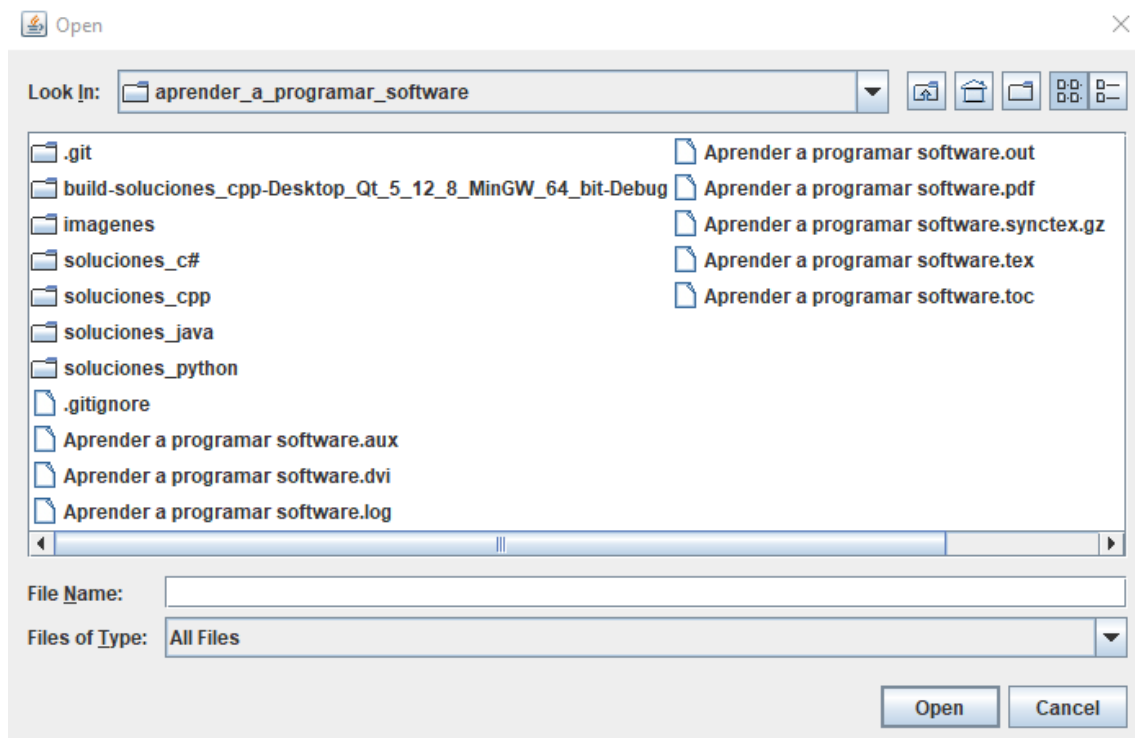 Open
Look In: aprender_a_programar_software
.git
build-soluciones_cpp-Desktop_Qt_5_12_8_MinGW_64_bit-Debug
imagenes
soluciones_c#
soluciones_cpp
soluciones_java
soluciones_python
.gitignore
Aprender a programar software.aux
Aprender a programar software.dvi
Aprender a programar software.log
Aprender a programar software.out
Aprender a programar software.pdf
Aprender a programar software.synctex.gz
Aprender a programar software.tex
Aprender a programar software.toc
File Name:
Files of Type: All Files
Open Cancel